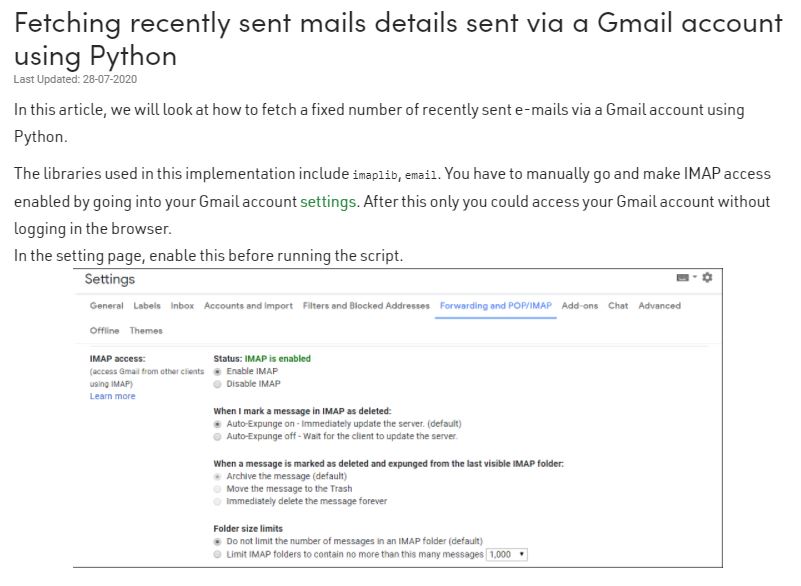 Fetching recently sent mails details sent via a Gmail account
using Python
Last Updated: 28-07-2020
In this article, we will look at how to fetch a fixed number of recently sent e-mails via a Gmail account using
Python.
The libraries used in this implementation include imaplib, email. You have to manually go and make IMAP access
enabled by going into your Gmail account settings. After this only you could access your Gmail account without
logging in the browser.
In the setting page, enable this before running the script.
Settings
General Labels Inbox Accounts and Import Filters and Blocked Addresses Forwarding and POP/IMAP Add-ons Chat Advanced
Offline Themes
IMAP access:
(access Gmail from other clients
using IMAP)
Learn more
Status: IMAP is enabled
Enable IMAP
Disable IMAP
When I mark a message in IMAP as deleted:
Auto-Expunge on - Immediately update the server. (default)
Auto-Expunge off - Wait for the client to update the server.
When a message is marked as deleted and expunged from the last visible IMAP folder:
Archive the message (default)
Move the message to the Trash
Immediately delete the message forever
Folder size limits
Do not limit the number of messages in an IMAP folder (default)
Limit IMAP folders to contain no more than this many messages 1,000